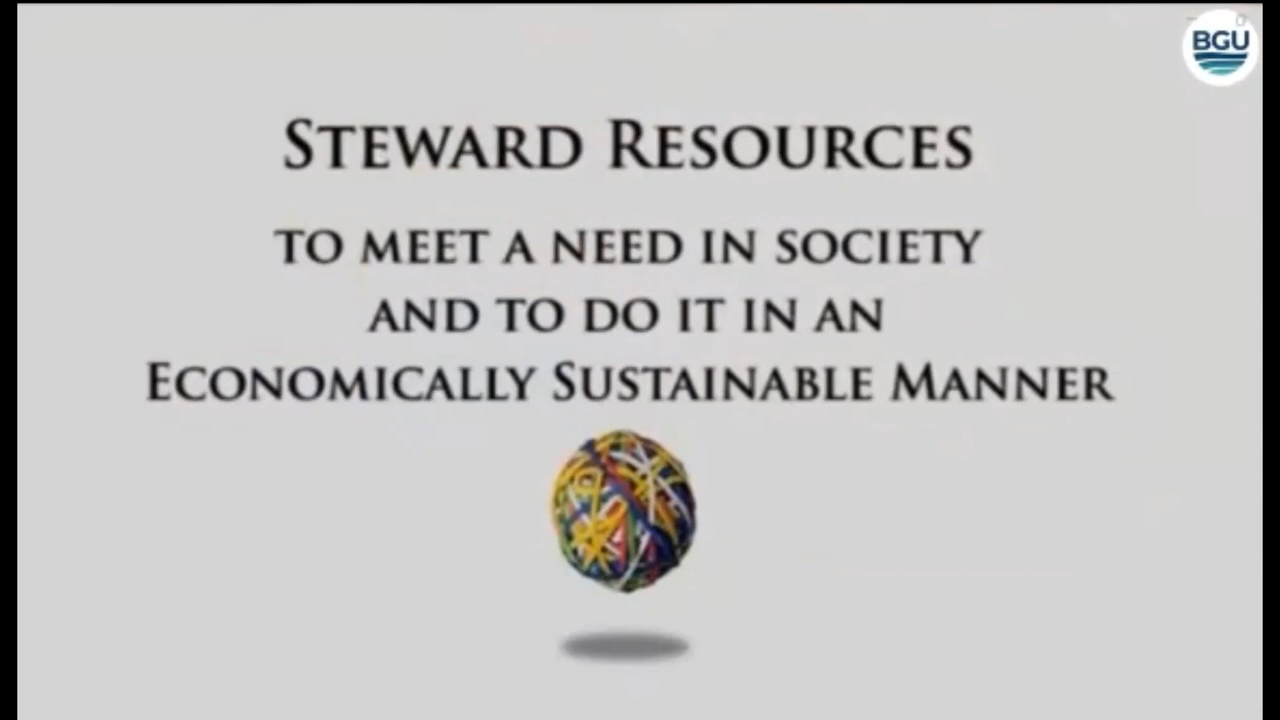 BGU
STEWARD RESOURCES
TO MEET A NEED IN SOCIETY
AND TO DO IT IN AN
ECONOMICALLY SUSTAINABLE MANNER